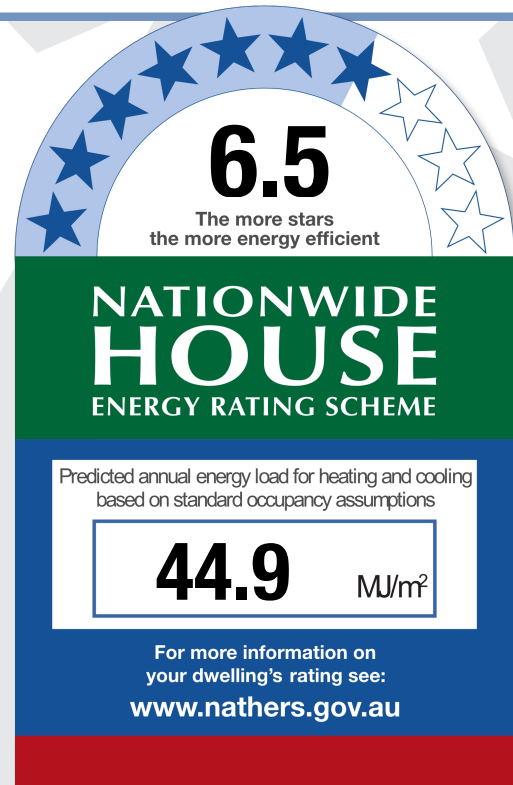 6.5
The more stars
the more energy efficient
NATIONWIDE
HOUSE
ENERGY RATING SCHEME
Predicted annual energy load for heating and cooling
based on standard occupancy assumptions
44.9 MJ/m²
For more information on
your dwelling's rating see:
www.nathers.gov.au